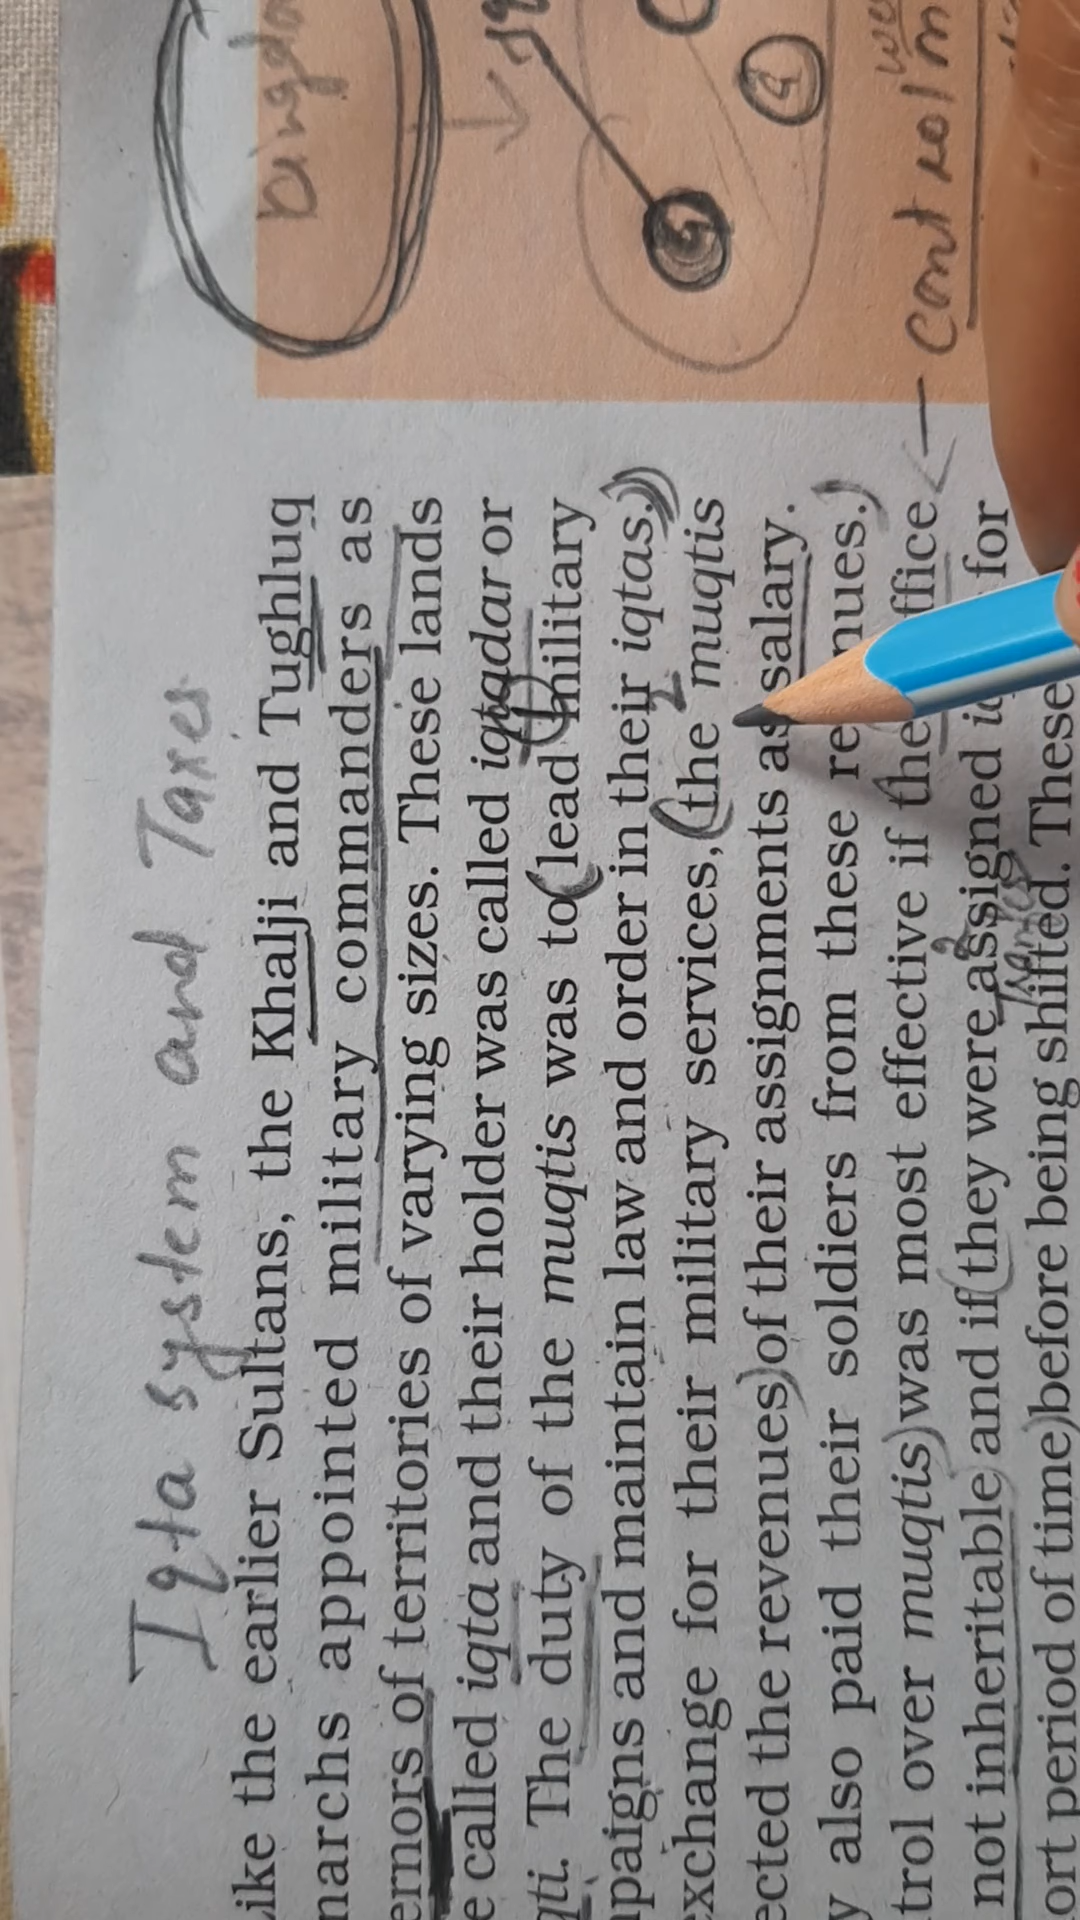 Iqta system and Taxes
ike the earlier Sultans, the Khalji and Tughluq
narchs appointed military commanders as
ernors of territories of varying sizes. These lands
e called iqta and their holder was called iqtadar or
qti. The duty of the muqtis was to (lead military
paigns and maintain law and order in their iqtas.)
exchange for their military services, (the muqtis
ected the revenues) of their assignments as salary.
y also paid their soldiers from these re nues.)
trol over muqtis) was most effective if the ffice
not inheritable and if (they were assigned for
ort period of time) before being shifted. These